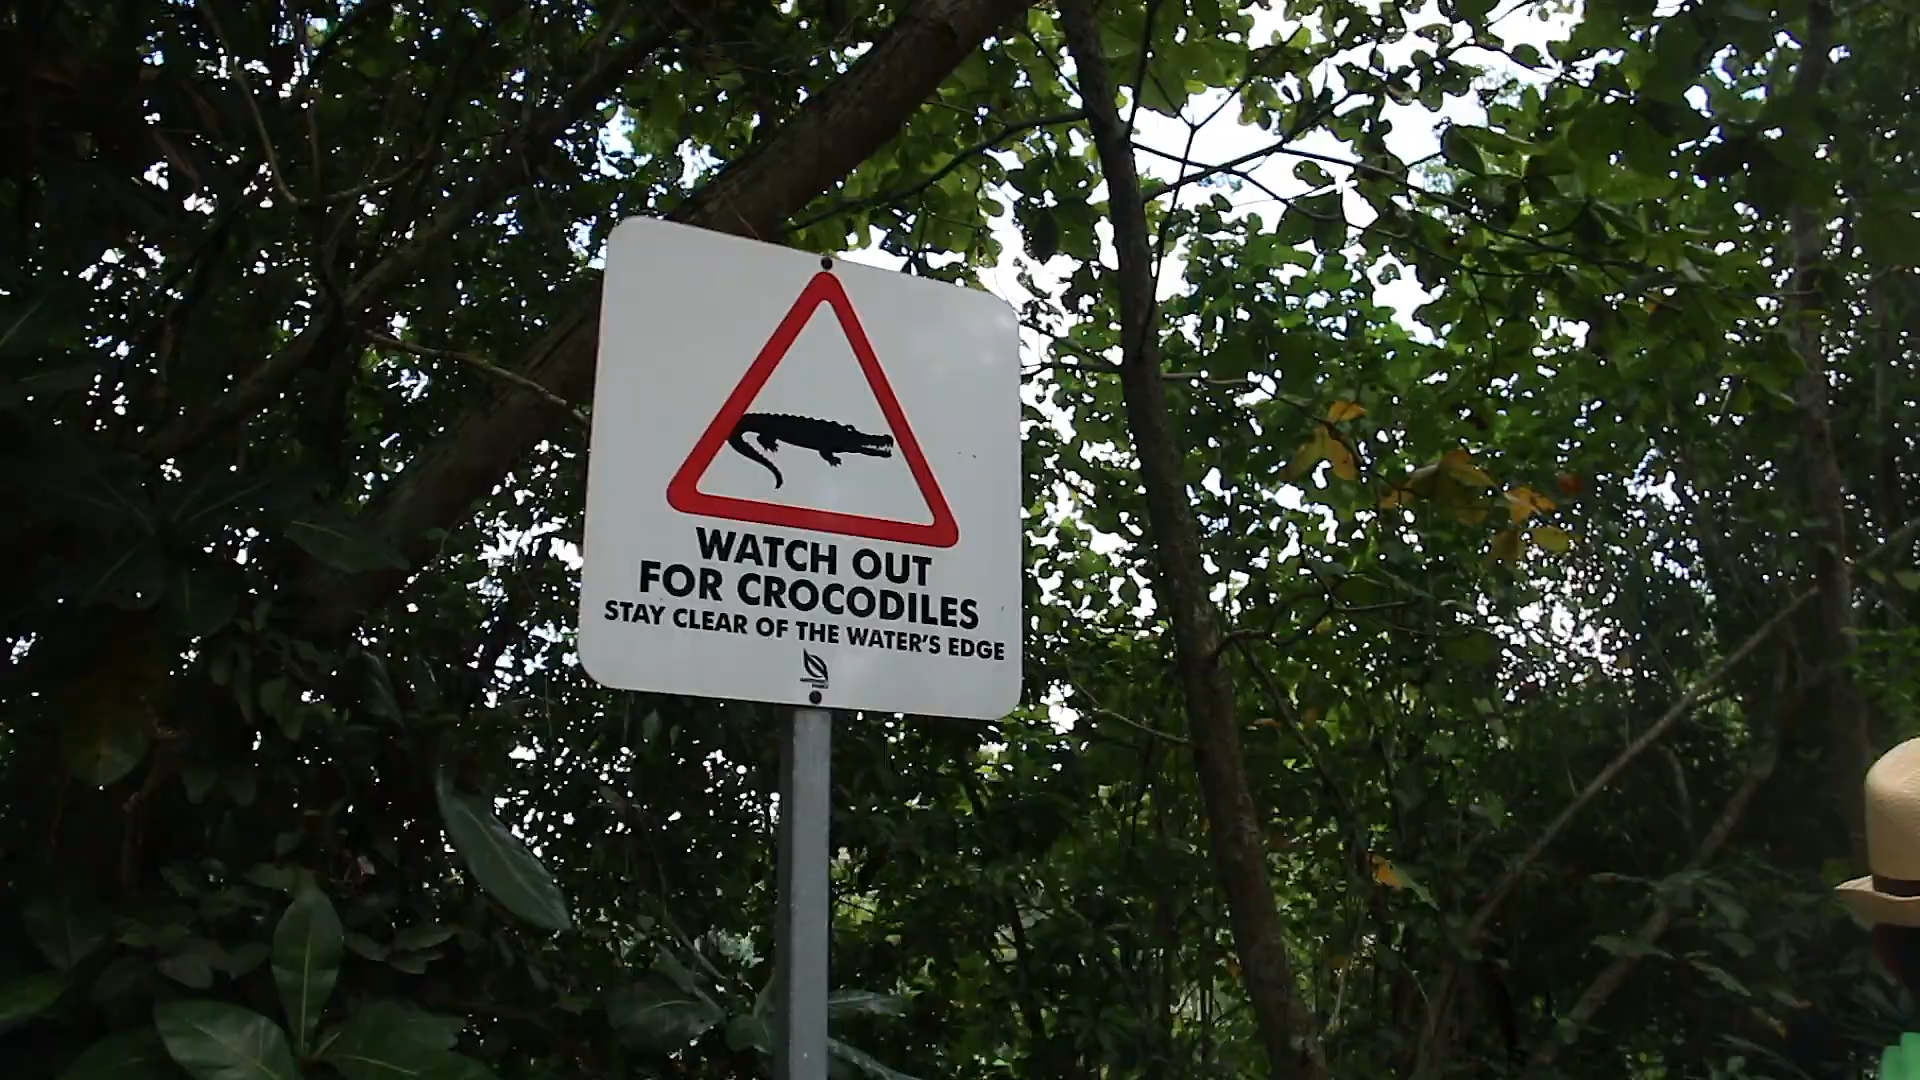 WATCH OUT
FOR CROCODILES
STAY CLEAR OF THE WATER'S EDGE